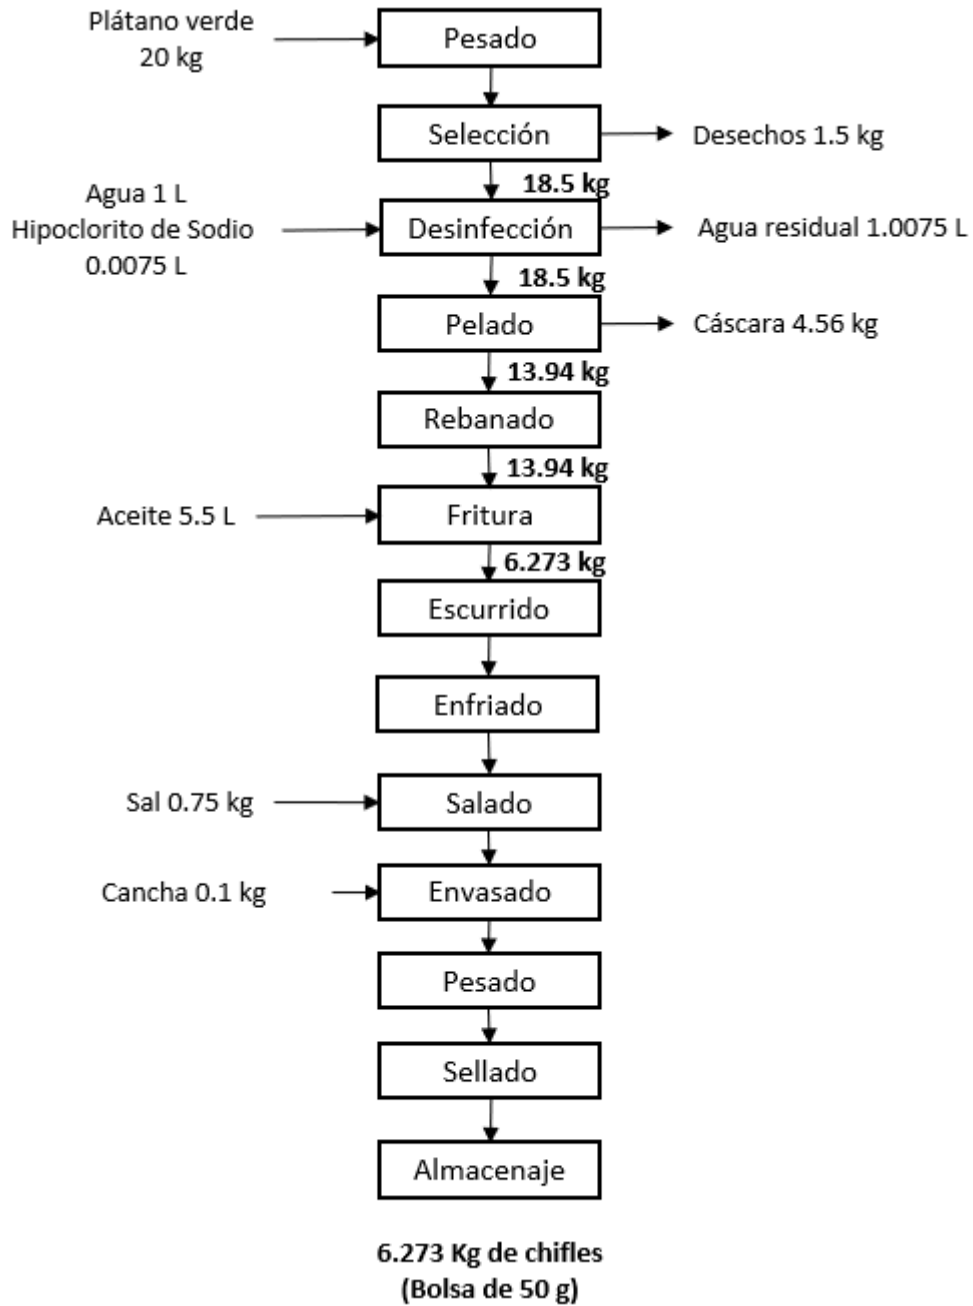 Plátano verde
20 kg
Pesado
Selección
Desechos 1.5 kg
18.5 kg
Agua 1 L
Hipoclorito de Sodio
0.0075 L
Desinfección
Agua residual 1.0075 L
18.5 kg
Pelado
Cáscara 4.56 kg
13.94 kg
Rebanado
13.94 kg
Aceite 5.5 L
Fritura
6.273 kg
Escurrido
Enfriado
Sal 0.75 kg
Salado
Cancha 0.1 kg
Envasado
Pesado
Sellado
Almacenaje
6.273 Kg de chifles
(Bolsa de 50 g)